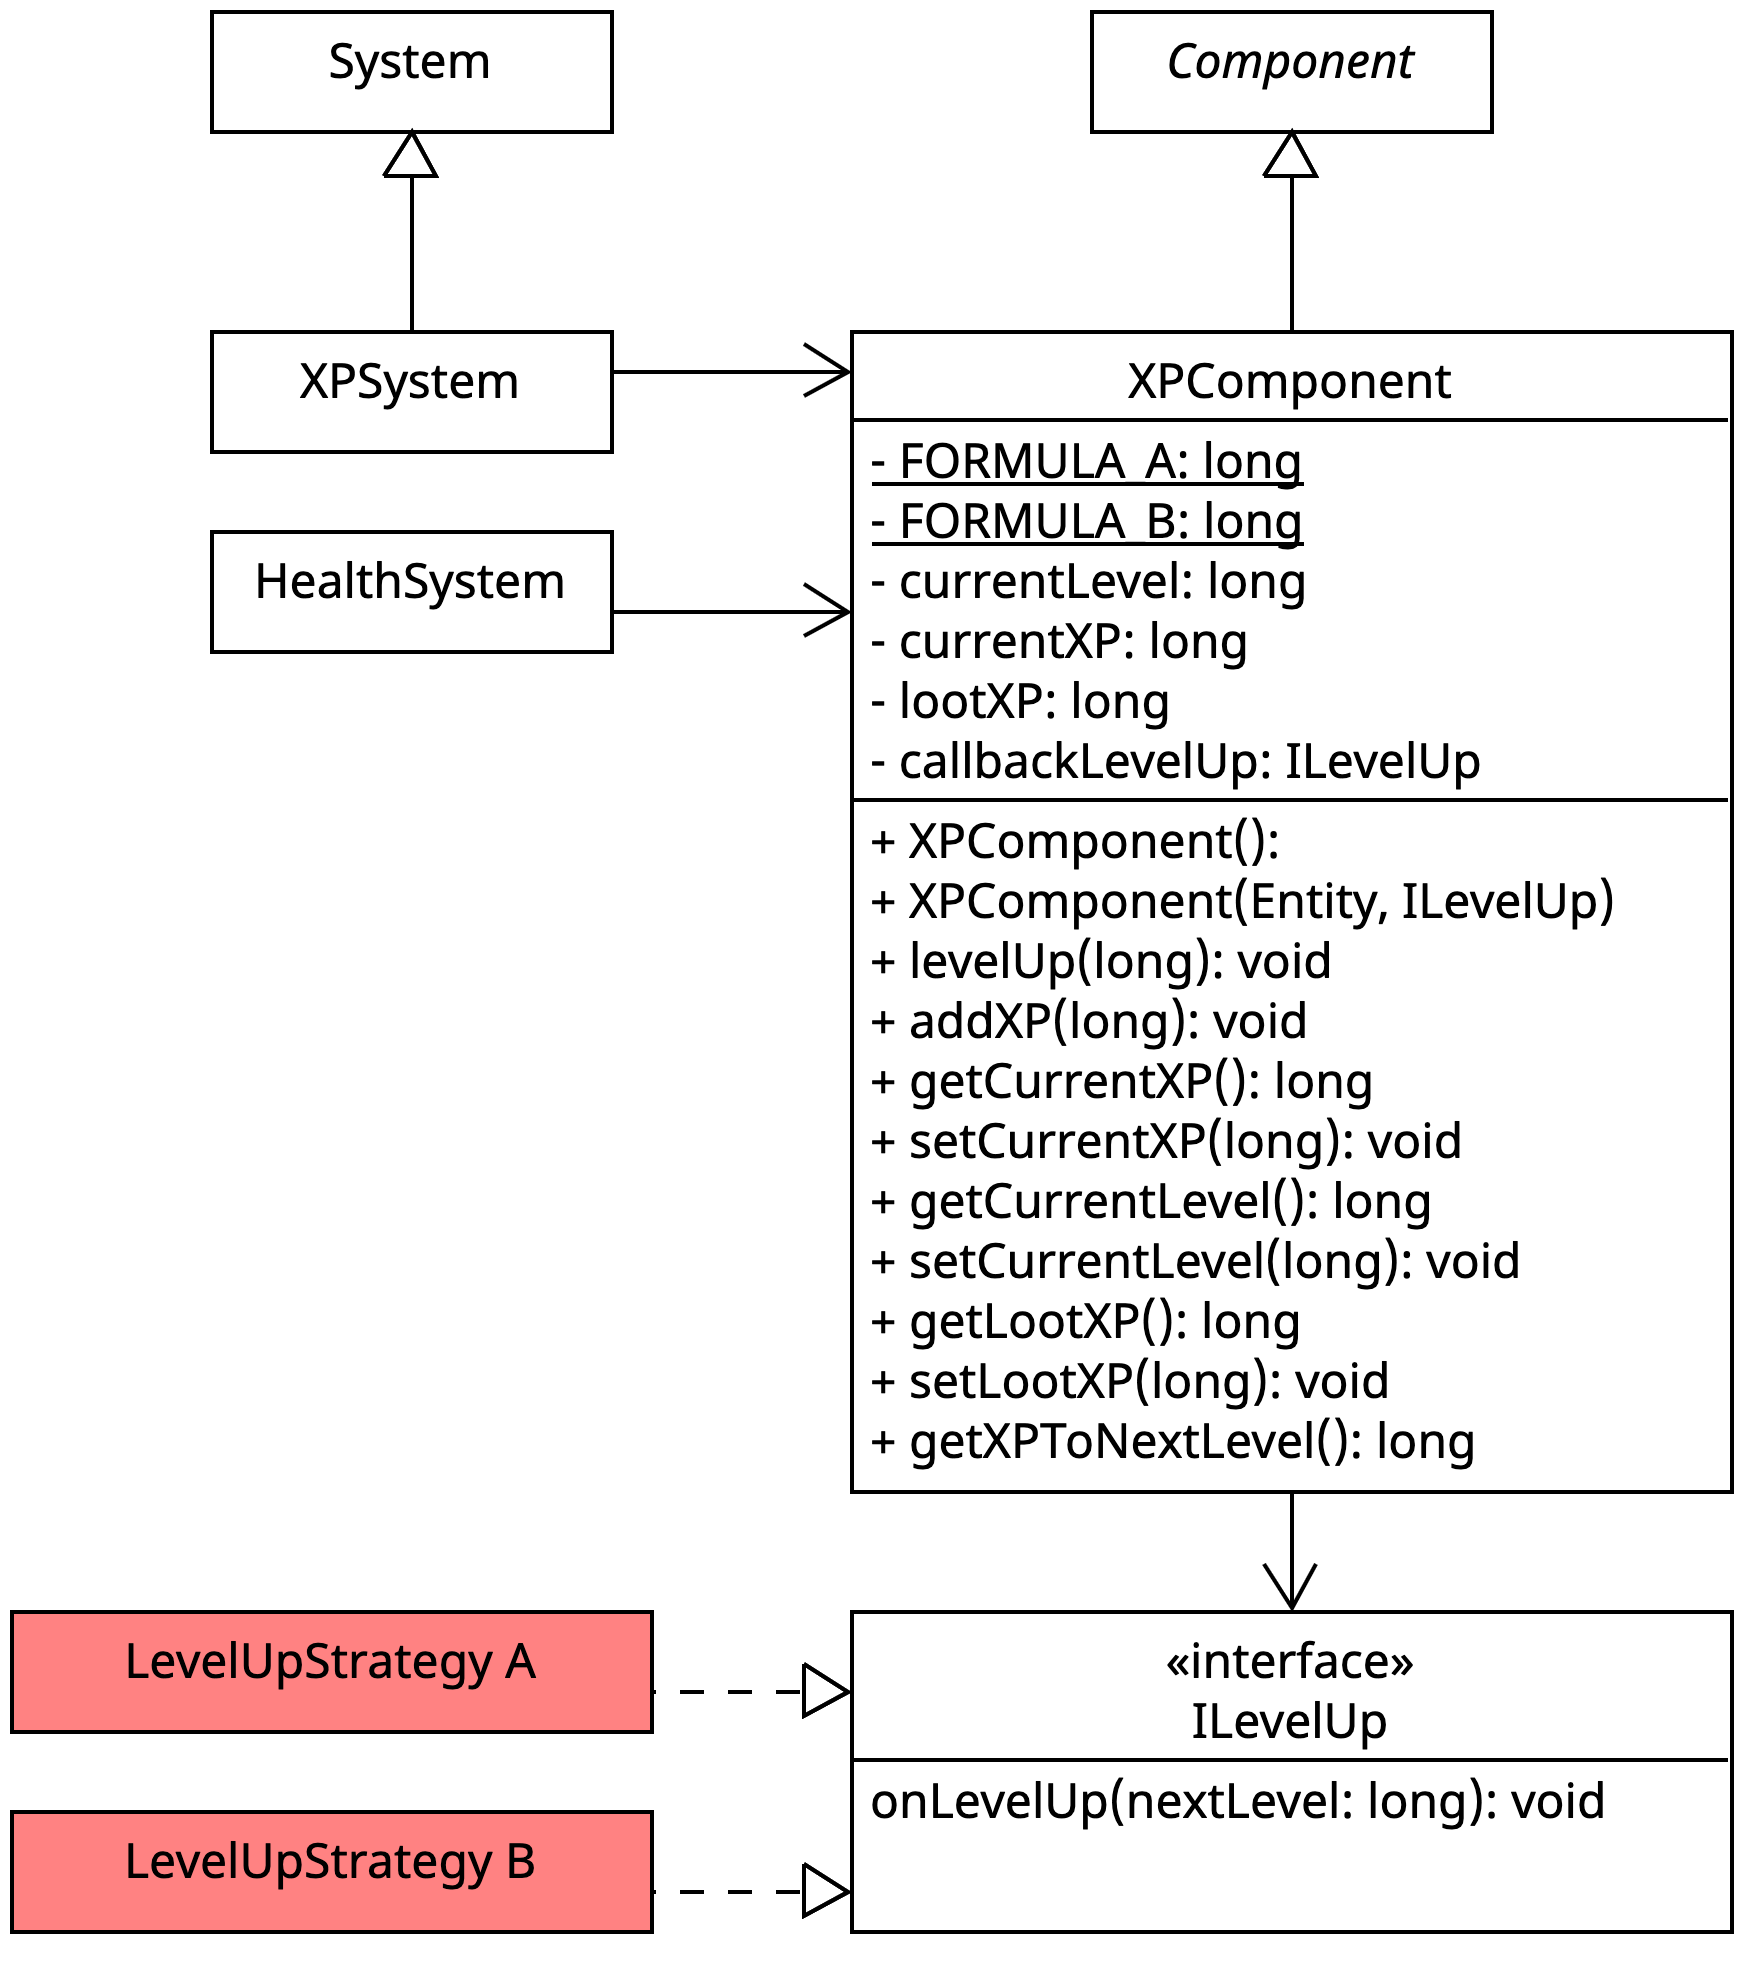 System
Component
XPSystem
HealthSystem
XPComponent
- FORMULA_A: long
- FORMULA_B: long
- currentLevel: long
- currentXP: long
- lootXP: long
- callbackLevelUp: ILevelUp
+ XPComponent():
+ XPComponent(Entity, ILevelUp)
+ levelUp(long): void
+ addXP(long): void
+ getCurrentXP(): long
+ setCurrentXP(long): void
+ getCurrentLevel(): long
+ setCurrentLevel(long): void
+ getLootXP(): long
+ setLootXP(long): void
+ getXPToNextLevel(): long
LevelUpStrategy A
LevelUpStrategy B
«interface»
ILevelUp
onLevelUp(nextLevel: long): void